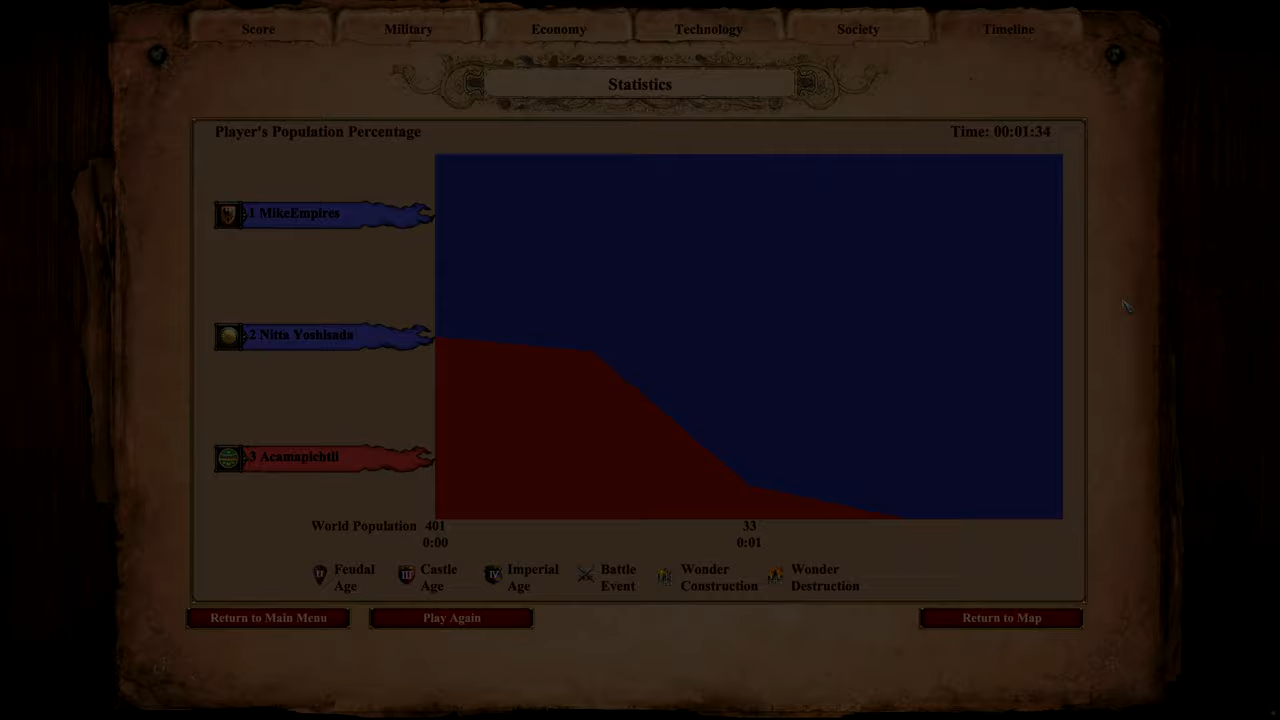 Score Military Economy Technology Society Timeline
Statistics
Player's Population Percentage Time: 00:01:34
1 MikeEmpires
2 Nitta Yoshisada
3 Acamapichtli
World Population 401 33
0:00 0:01
Feudal Age
Castle Age
Imperial Age
Battle Event
Wonder Construction
Wonder Destruction
Return to Main Menu Play Again Return to Map